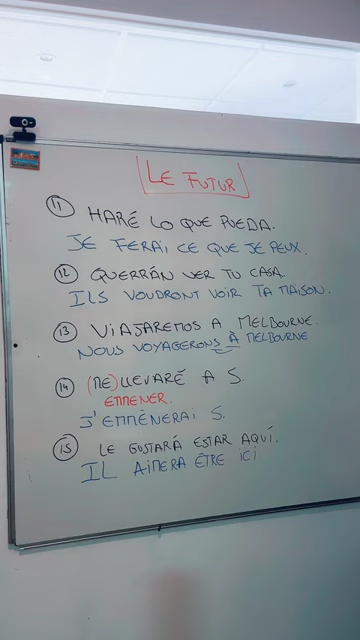 LE FUTUR
11 HARÉ LO QUE PUEDA.
JE FERAI CE QUE JE PEUX.
12 QUERRÁN VER TU CASA
ILS VOUDRONT VOIR TA MAISON.
13 VIAJAREMOS A MELBOURNE.
NOUS VOYAGERONS À MELBOURNE
14 (ME) LLEVARÉ A S.
EMMENER.
J'EMMÈNERAI S.
15 LE GUSTARÁ ESTAR AQUÍ.
IL AIMERA ÊTRE ICI